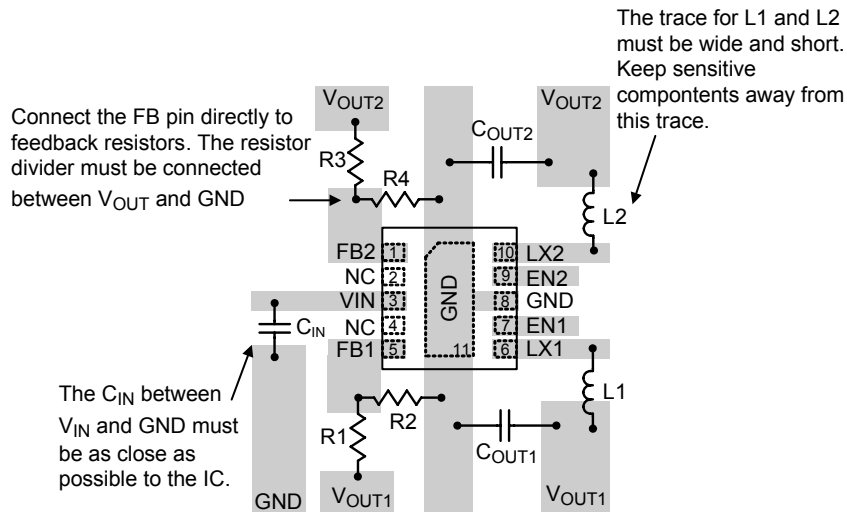 The trace for L1 and L2
must be wide and short.
Keep sensitive
compontents away from
this trace.
Connect the FB pin directly to
feedback resistors. The resistor
divider must be connected
between VOUT and GND
VOUT2
VOUT2
COUT2
R3
R4
L2
FB2 1
10 LX2
NC 2
9 EN2
VIN 3
8 GND
NC 4
7 EN1
FB1 5
6 LX1
GND
11
CIN
The CIN between
VIN and GND must
be as close as
possible to the IC.
R2
R1
L1
COUT1
GND
VOUT1
VOUT1